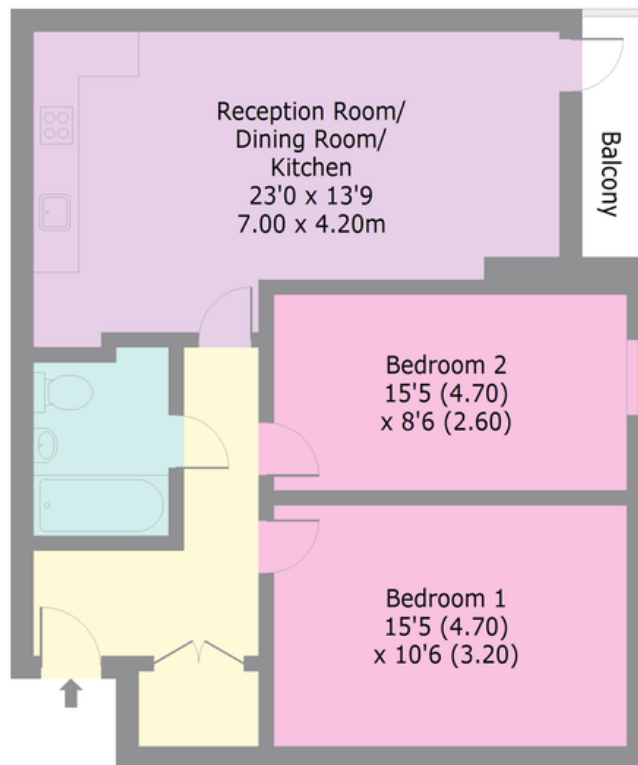 Reception Room/
Dining Room/
Kitchen
23'0 x 13'9
7.00 x 4.20m
Balcony
Bedroom 2
15'5 (4.70)
x 8'6 (2.60)
Bedroom 1
15'5 (4.70)
x 10'6 (3.20)